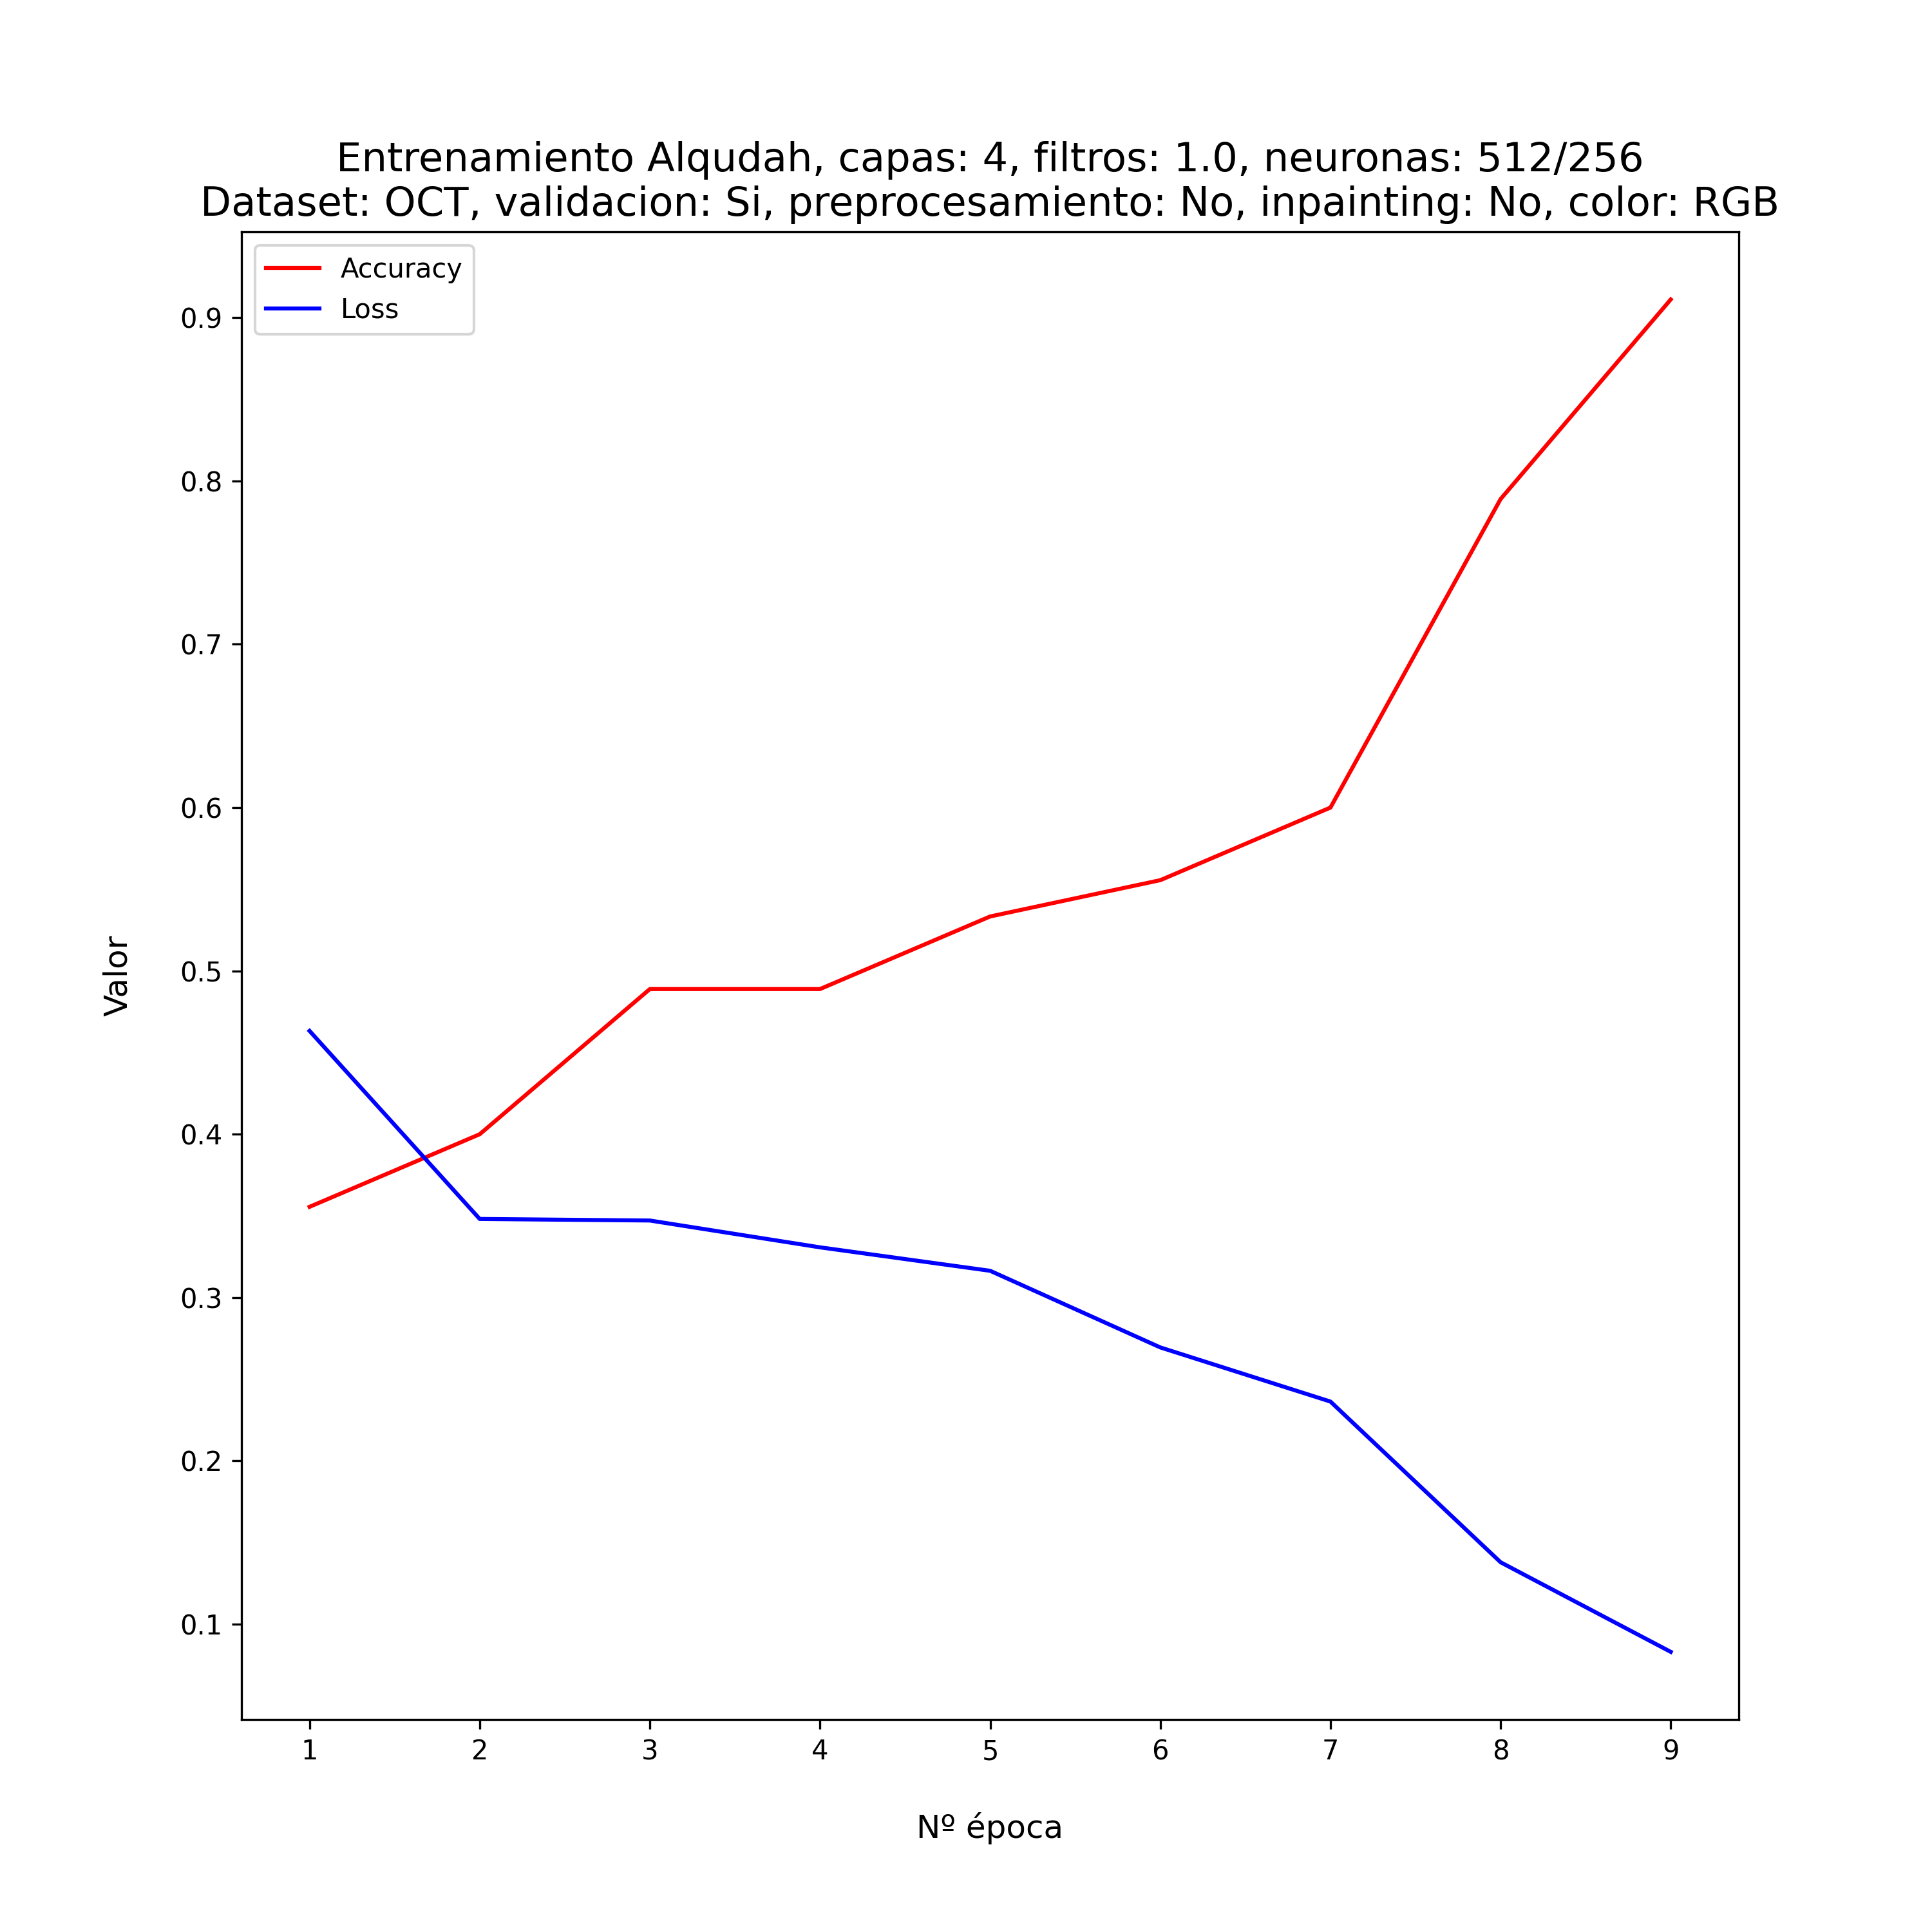 Entrenamiento Alqudah, capas: 4, filtros: 1.0, neuronas: 512/256
Dataset: OCT, validacion: Si, preprocesamiento: No, inpainting: No, color: RGB
Accuracy
Loss
0.9
0.8
0.7
0.6
0.5
0.4
0.3
0.2
0.1
Valor
1 2 3 4 5 6 7 8 9
Nº época